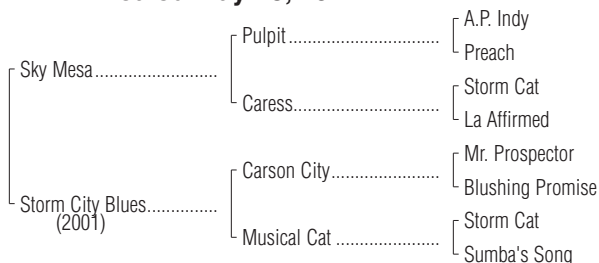 A.P. Indy
Pulpit
Preach
Sky Mesa
Storm Cat
Caress
La Affirmed
Mr. Prospector
Carson City
Blushing Promise
Storm City Blues
(2001)
Storm Cat
Musical Cat
Sumba's Song